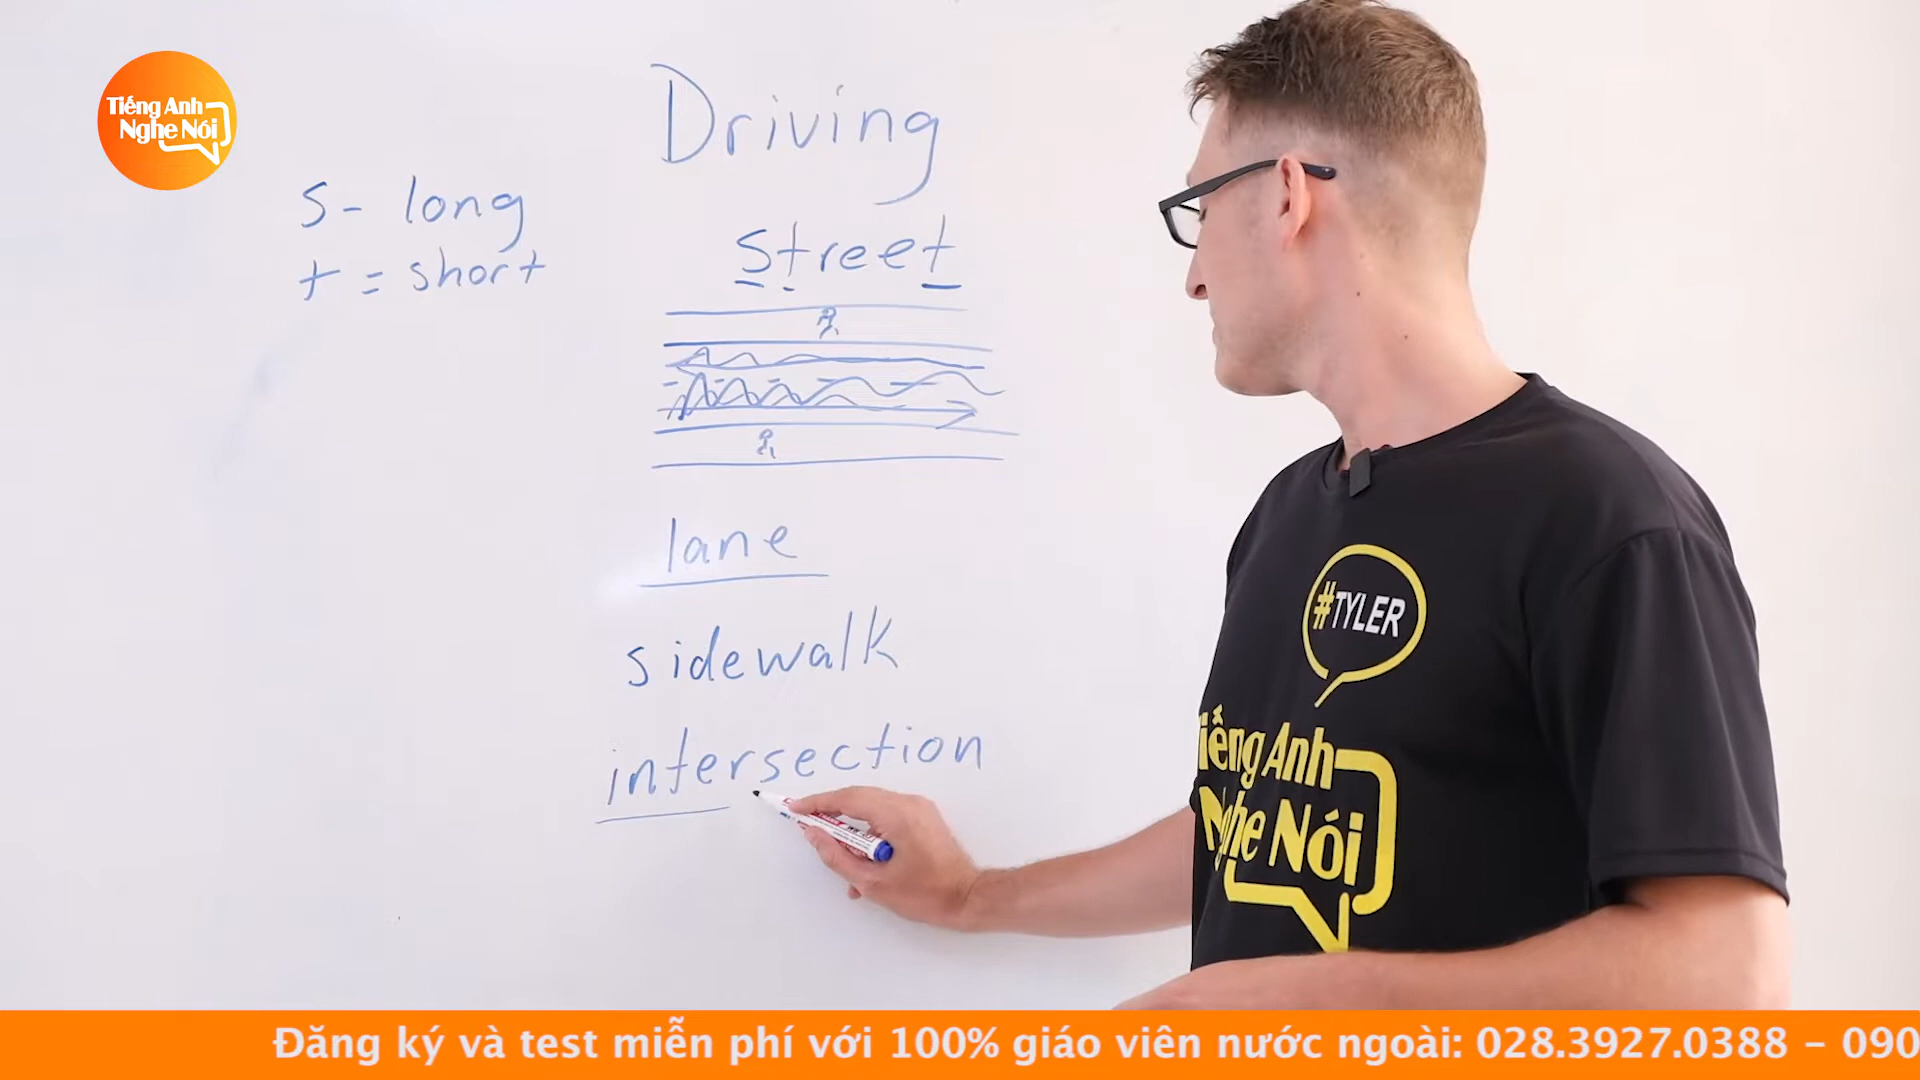 Tiếng Anh
Nghe Nói
Driving
s- long
t = short
street
lane
sidewalk
intersection
#TYLER
iếng Anh
Nghe Nói
Đăng ký và test miễn phí với 100% giáo viên nước ngoài: 028.3927.0388 - 090